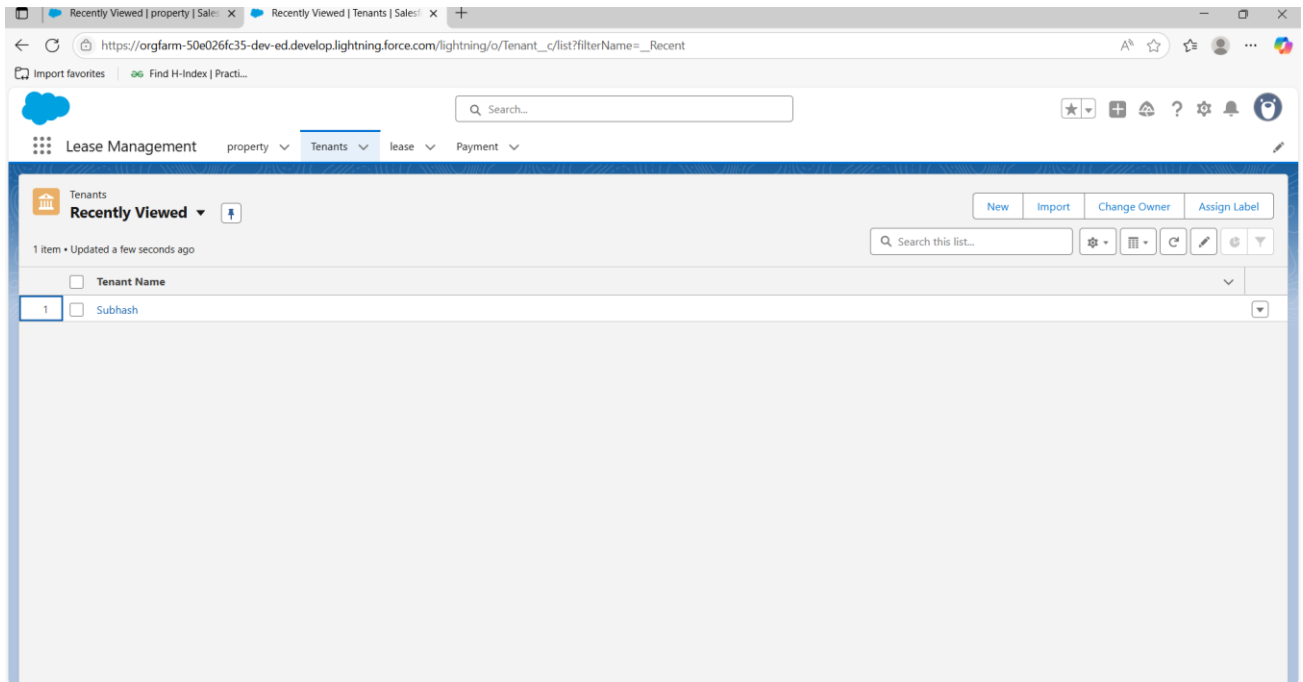 Recently Viewed | property | Sales
Recently Viewed | Tenants | Salesf
https://orgfarm-50e026fc35-dev-ed.develop.lightning.force.com/lightning/o/Tenant__c/list?filterName=__Recent
Import favorites
Find H-Index | Practi...
Search...
Lease Management
property
Tenants
lease
Payment
Tenants
Recently Viewed
New
Import
Change Owner
Assign Label
1 item • Updated a few seconds ago
Search this list...
Tenant Name
1
Subhash